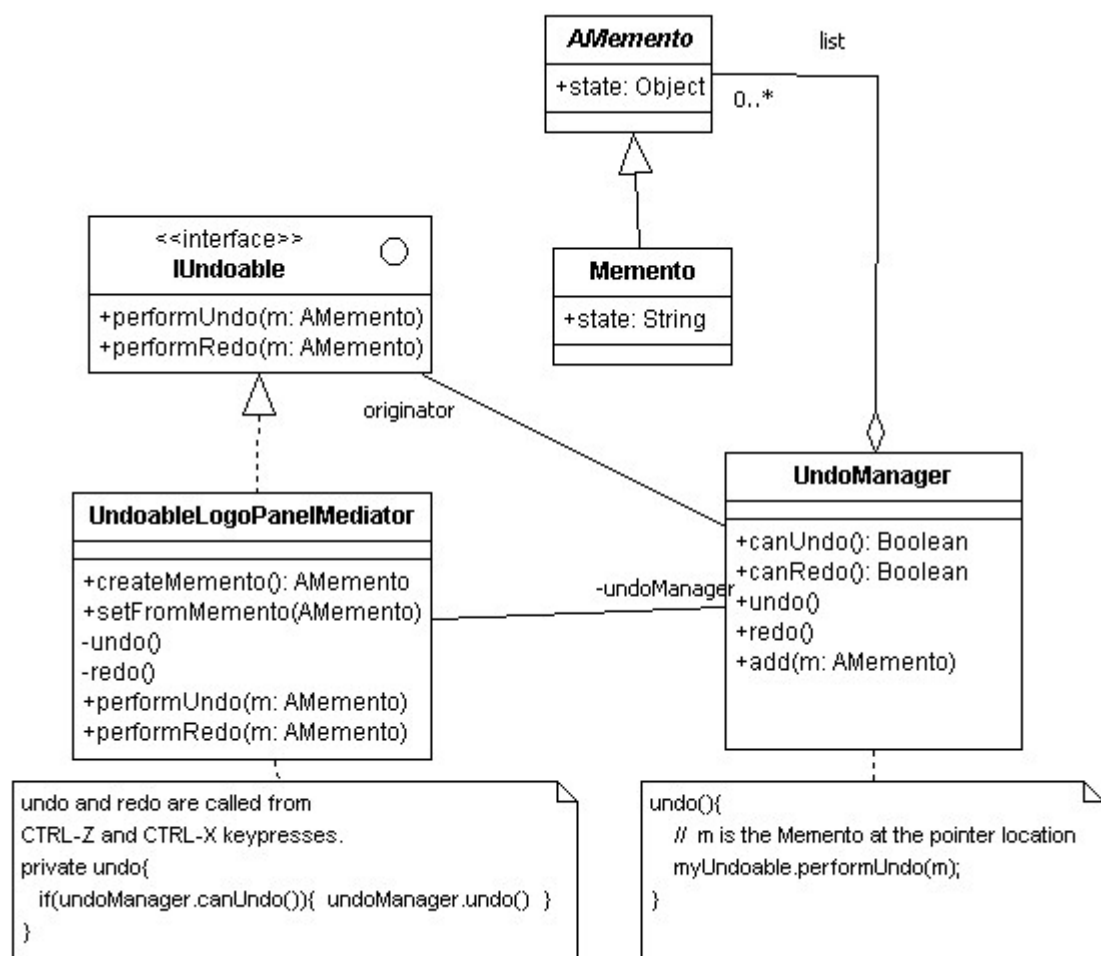 AMemento
+state: Object
list
0..*
Memento
+state: String
<<interface>>
IUndoable
+performUndo(m: AMemento)
+performRedo(m: AMemento)
originator
UndoManager
+canUndo(): Boolean
+canRedo(): Boolean
+undo()
+redo()
+add(m: AMemento)
-undoManager
UndoableLogoPanelMediator
+createMemento(): AMemento
+setFromMemento(AMemento)
-undo()
-redo()
+performUndo(m: AMemento)
+performRedo(m: AMemento)
undo and redo are called from
CTRL-Z and CTRL-X keypresses.
private undo{
if(undoManager.canUndo()){ undoManager.undo() }
}
undo(){
// m is the Memento at the pointer location
myUndoable.performUndo(m);
}